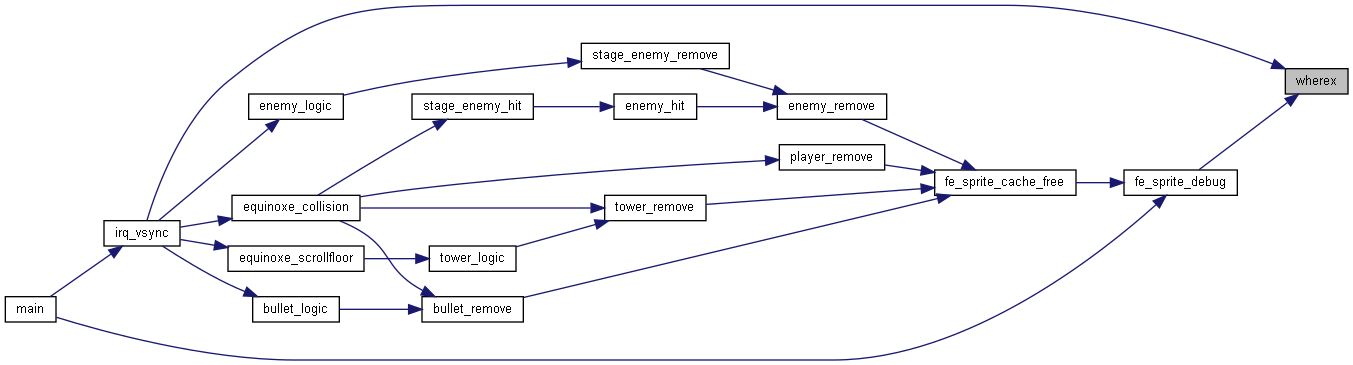 stage_enemy_remove
wherex
enemy_logic
stage_enemy_hit
enemy_hit
enemy_remove
player_remove
fe_sprite_cache_free
fe_sprite_debug
equinoxe_collision
tower_remove
irq_vsync
equinoxe_scrollfloor
tower_logic
main
bullet_logic
bullet_remove